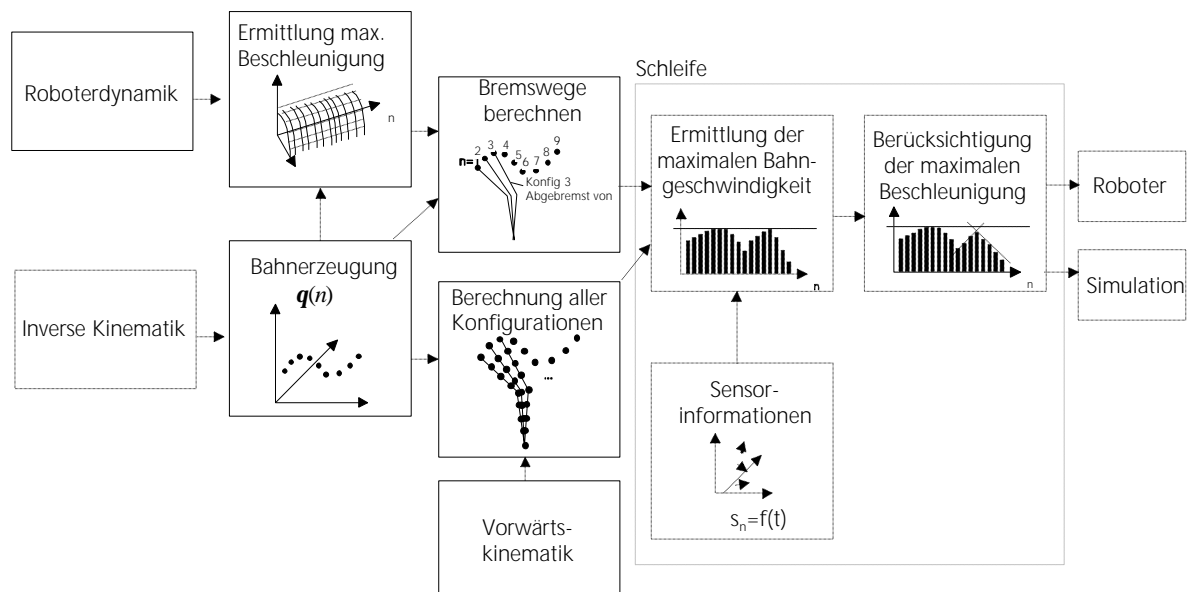 Roboterdynamik
Ermittlung max.
Beschleunigung
n
Bremswege
berechnen
n=1
2
3
4
5
6
7
8
9
Konfig 3
Abgebremst von
Schleife
Ermittlung der
maximalen Bahn-
geschwindigkeit
n
Berücksichtigung
der maximalen
Beschleunigung
n
Roboter
Simulation
Inverse Kinematik
Bahnerzeugung
q(n)
Berechnung aller
Konfigurationen
...
Sensor-
informationen
sn=f(t)
Vorwärts-
kinematik